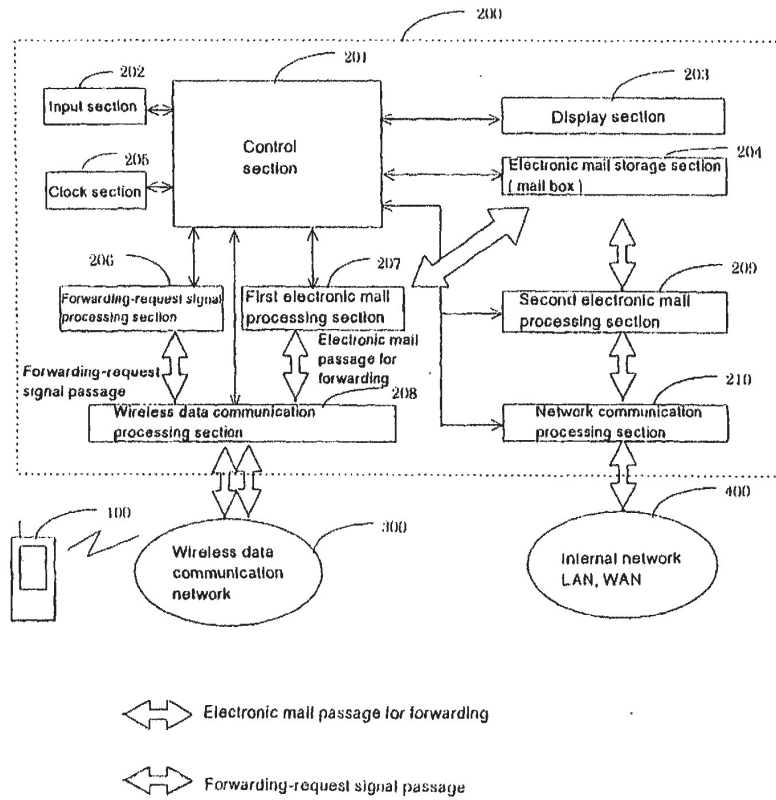 200
201
202
Input section
203
Display section
205
Clock section
Control
section
204
Electronic mail storage section
( mail box )
206
Forwarding-request signal
processing section
207
First electronic mail
processing section
209
Second electronic mail
processing section
Forwarding-request
signal passage
Electronic mail
passage for
forwarding
208
Wireless data communication
processing section
210
Network communication
processing section
100
300
Wireless data
communication
network
400
Internal network
LAN, WAN
Electronic mail passage for forwarding
Forwarding-request signal passage